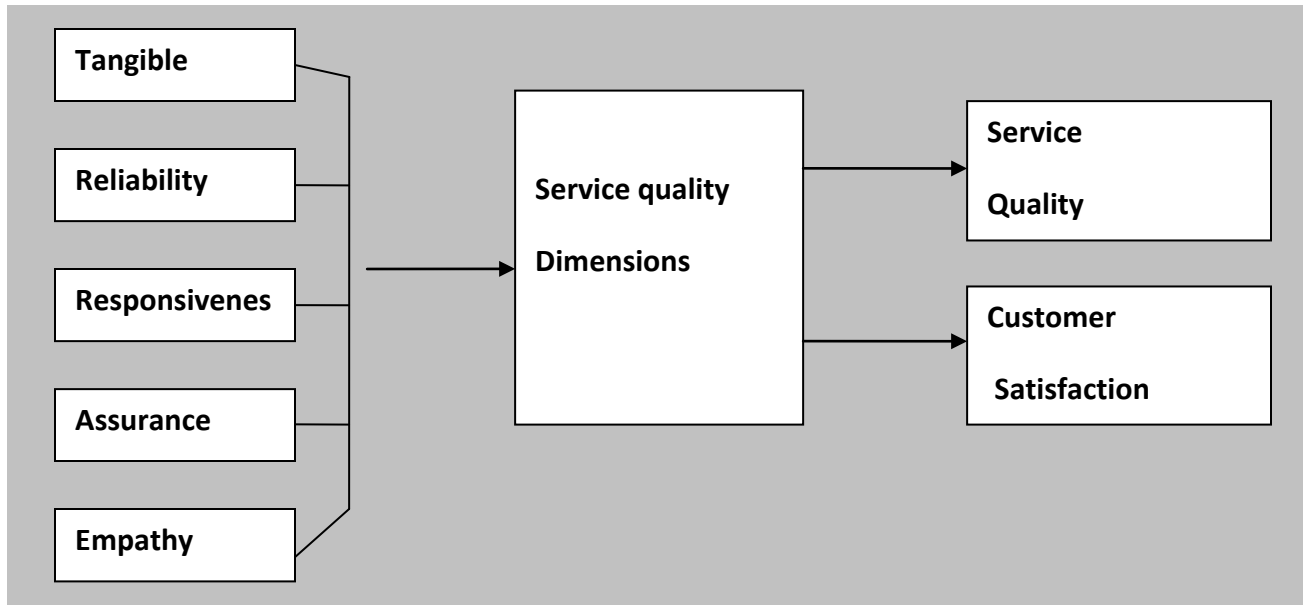 Tangible
Reliability
Responsivenes
Assurance
Empathy
Service quality
Dimensions
Service
Quality
Customer
Satisfaction